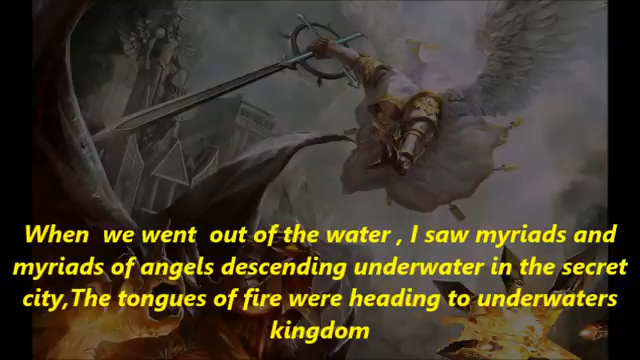 When we went out of the water , I saw myriads and
myriads of angels descending underwater in the secret
city,The tongues of fire were heading to underwaters
kingdom